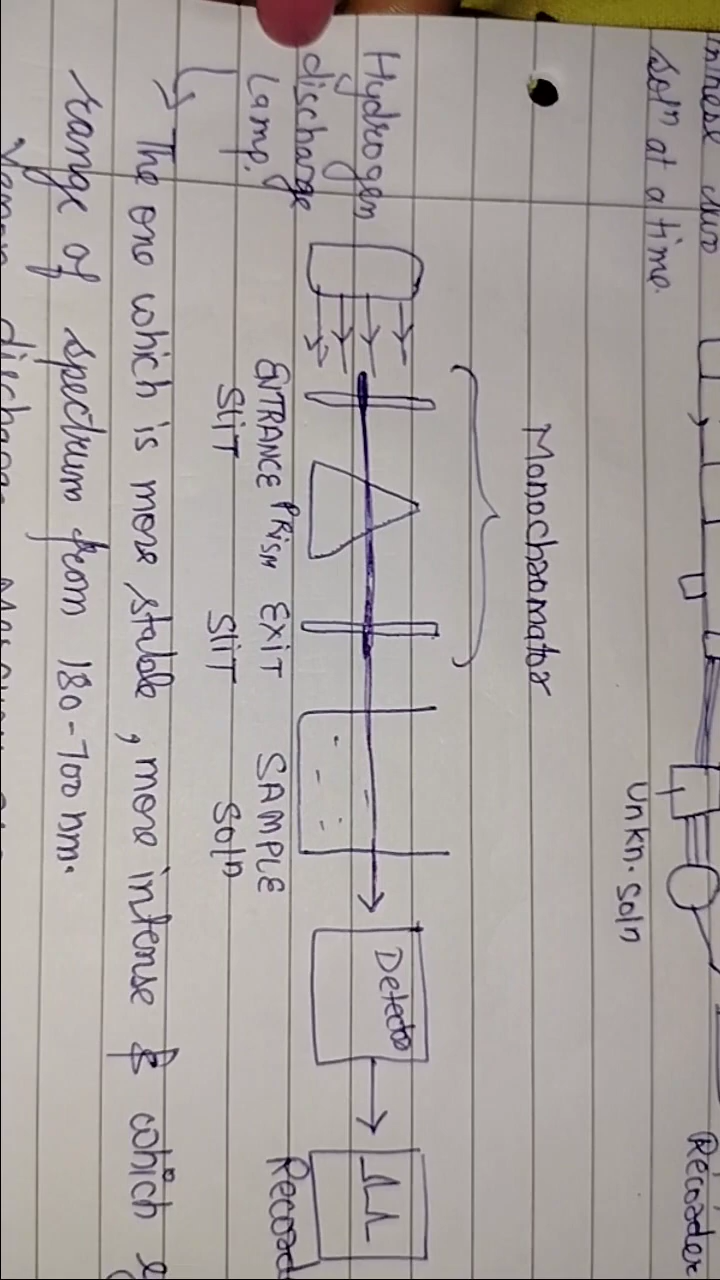 soln at a time.
Recorder
Unkn. soln
Monochromator
Hydrogen
discharge
Lamp.
ENTRANCE
SliT
PRISM
EXIT
SliT
SAMPLE
Soln
Detector
Record
The one which is more stable, more intense & which
range of spectrum from 180-700 nm.
discharge